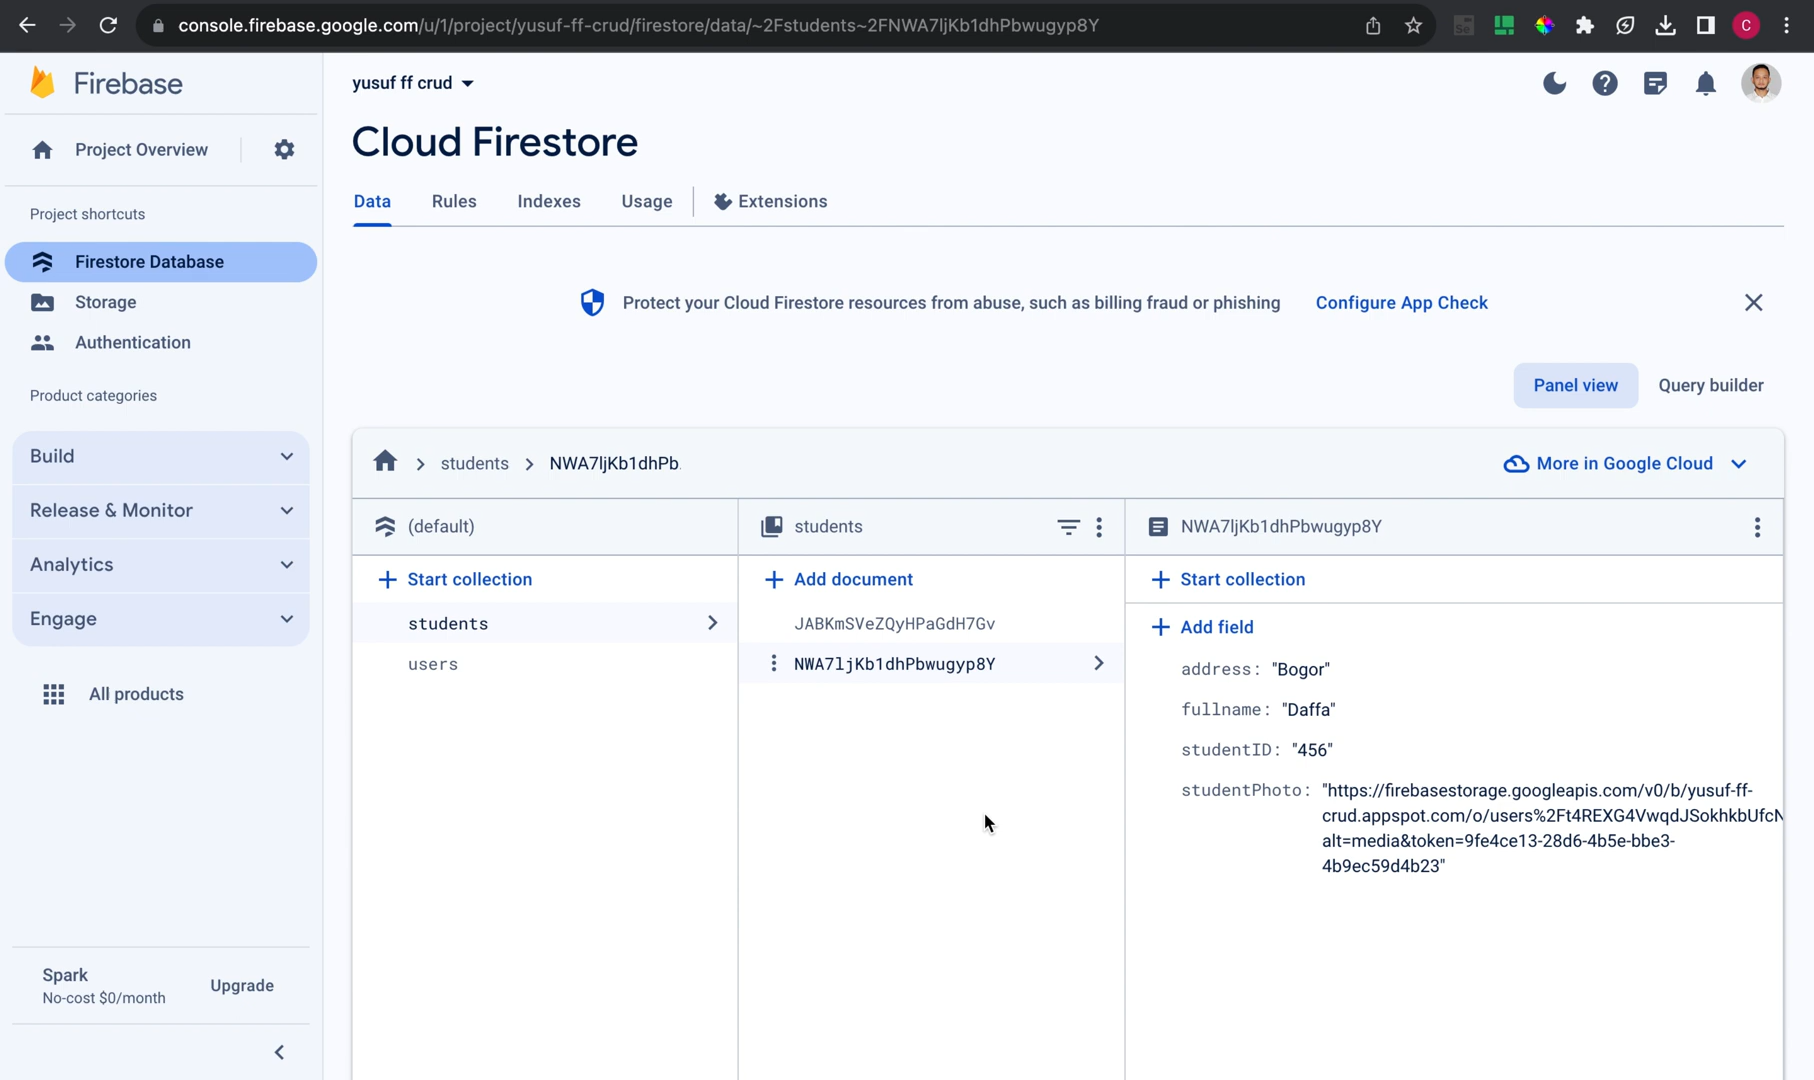 console.firebase.google.com/u/1/project/yusuf-ff-crud/firestore/data/~2Fstudents~2FNWA7ljKb1dhPbwugyp8Y
C
Firebase
Project Overview
Project shortcuts
Firestore Database
Storage
Authentication
Product categories
Build
Release & Monitor
Analytics
Engage
All products
Spark
No-cost $0/month
Upgrade
yusuf ff crud
Cloud Firestore
Data
Rules
Indexes
Usage
Extensions
Protect your Cloud Firestore resources from abuse, such as billing fraud or phishing
Configure App Check
Panel view
Query builder
students
NWA7ljKb1dhPb.
More in Google Cloud
(default)
Start collection
students
users
students
Add document
JABKmSVeZQyHPaGdH7Gv
NWA7ljKb1dhPbwugyp8Y
NWA7ljKb1dhPbwugyp8Y
Start collection
Add field
address: "Bogor"
fullname: "Daffa"
studentID: "456"
studentPhoto: "https://firebasestorage.googleapis.com/v0/b/yusuf-ff-
crud.appspot.com/o/users%2Ft4REXG4VwqdJSokhkbUfcN
alt=media&token=9fe4ce13-28d6-4b5e-bbe3-
4b9ec59d4b23"